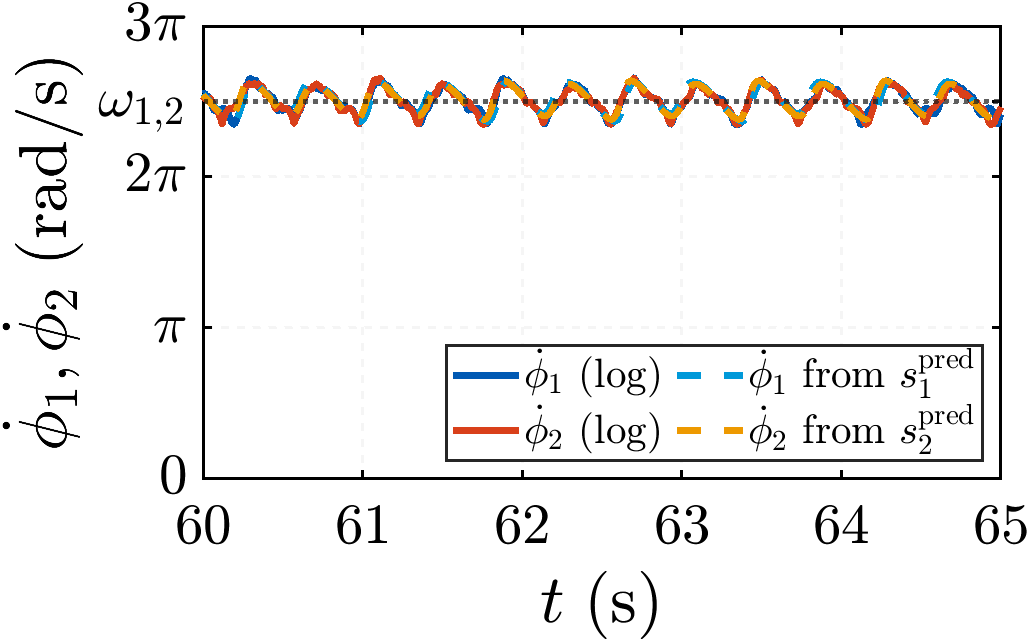 3π
ε₁,₂
2π
π
0
ϕ̇₁, ϕ̇₂ (rad/s)
ϕ̇₁ (log) ϕ̇₁ from s₁ᵖʳᵉᵈ
ϕ̇₂ (log) ϕ̇₂ from s₂ᵖʳᵉᵈ
60 61 62 63 64 65
t (s)